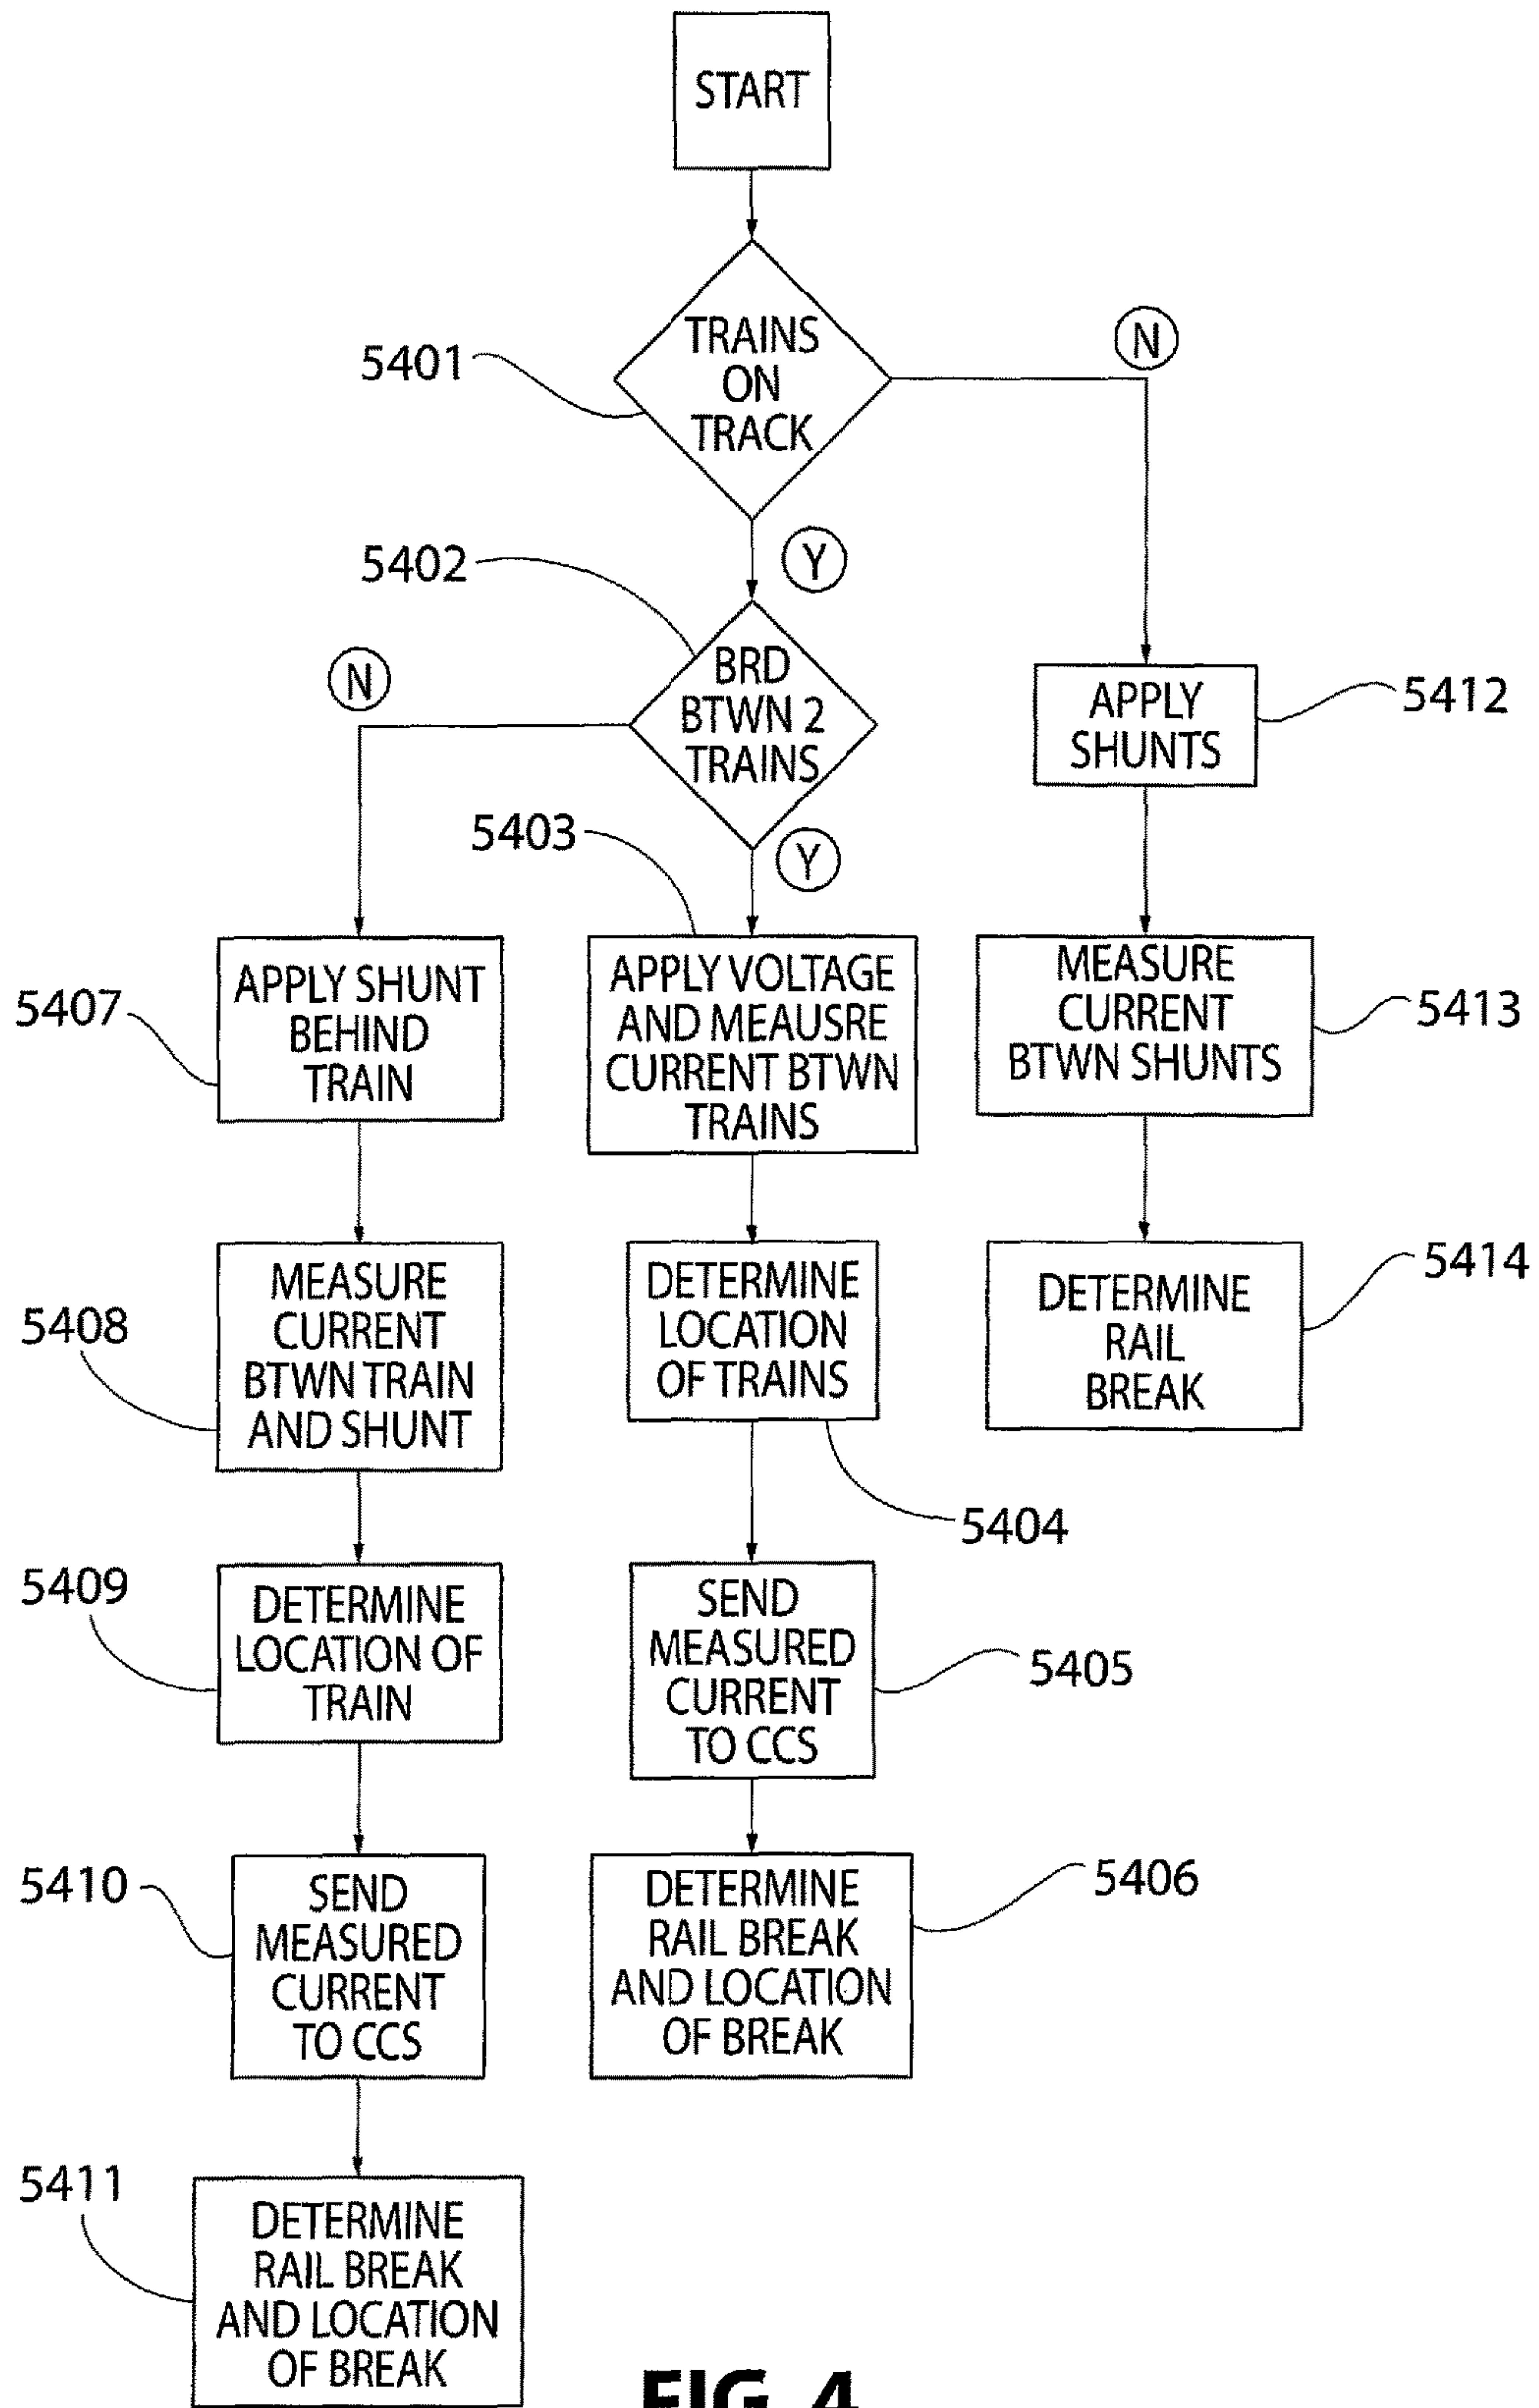 START
TRAINS
ON
TRACK
5401
N
Y
5402
BRD
BTWN 2
TRAINS
N
Y
APPLY
SHUNTS
5412
5403
5407
APPLY SHUNT
BEHIND
TRAIN
APPLY VOLTAGE
AND MEAUSRE
CURRENT BTWN
TRAINS
MEASURE
CURRENT
BTWN SHUNTS
5413
5408
MEASURE
CURRENT
BTWN TRAIN
AND SHUNT
DETERMINE
LOCATION
OF TRAINS
5404
DETERMINE
RAIL
BREAK
5414
5409
DETERMINE
LOCATION OF
TRAIN
SEND
MEASURED
CURRENT
TO CCS
5405
5410
SEND
MEASURED
CURRENT
TO CCS
DETERMINE
RAIL BREAK
AND LOCATION
OF BREAK
5406
5411
DETERMINE
RAIL BREAK
AND LOCATION
OF BREAK
FIG. 4